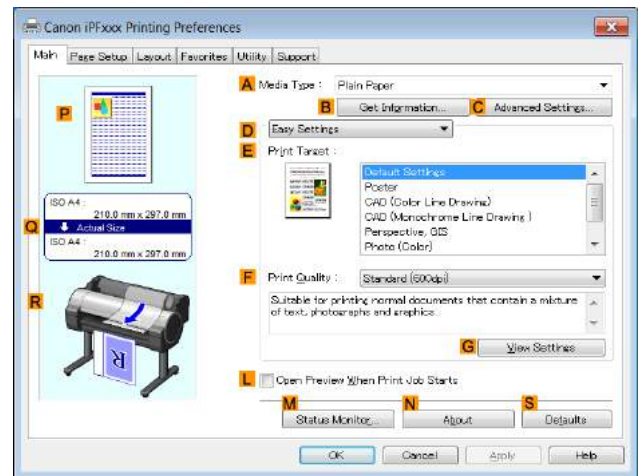 Canon iPFxxx Printing Preferences
Main Page Setup Layout Favorites Utility Support
A Media Type : Plain Paper
B Get Information... C Advanced Settings...
D Easy Settings
E Print Target :
Default Settings
Poster
CAD (Color Line Drawing)
CAD (Monochrome Line Drawing )
Perspective, GIS
Photo (Color)
P
ISO A4 :
210.0 mm x 297.0 mm
Q Actual Size
ISO A4 :
210.0 mm x 297.0 mm
R
F Print Quality : Standard (600dpi)
Suitable for printing normal documents that contain a mixture
of text, photographs and graphics.
G View Settings
L Open Preview When Print Job Starts
M N S
Status Monitor... About Defaults
OK Cancel Apply Help